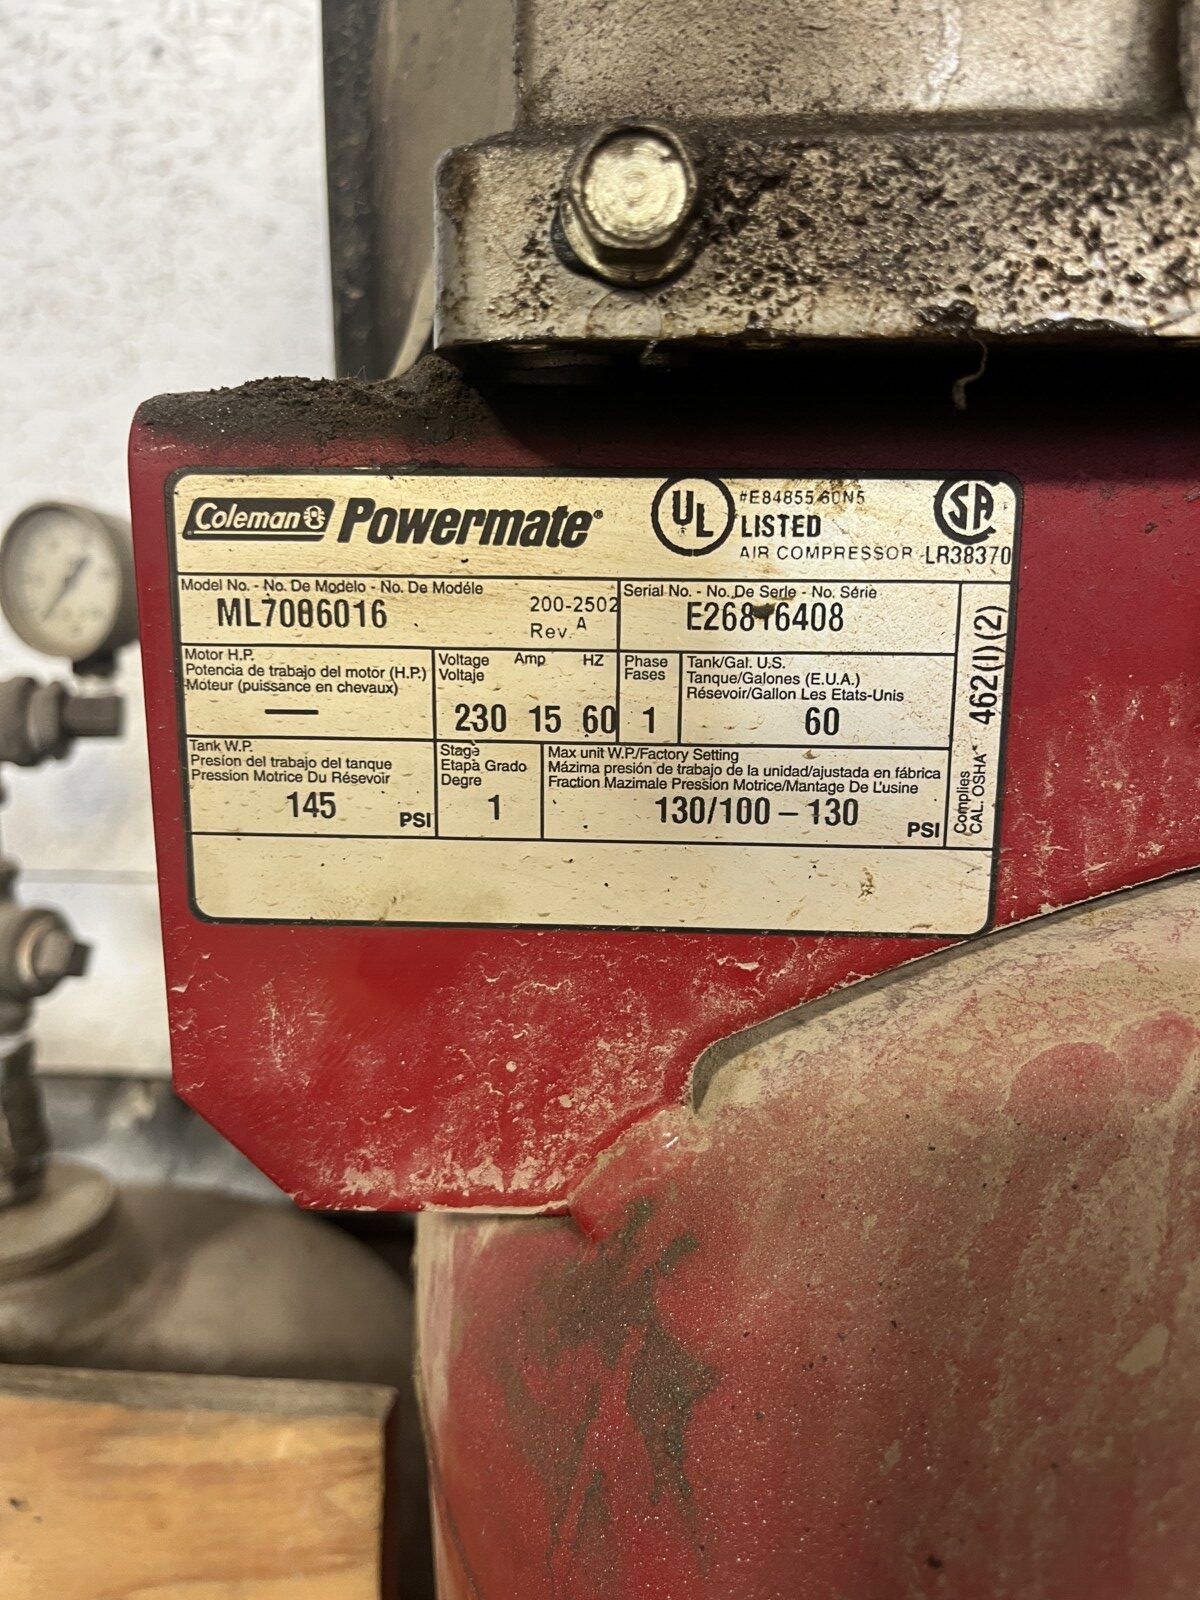 Coleman Powermate®
UL #E84855 60N5
LISTED
AIR COMPRESSOR
SA
LR38370
Model No. - No. De Modelo - No. De Modéle
ML7006016
200-2502
Rev. A
Serial No. - No. De Serie - No. Série
Motor H.P.
Potencia de trabajo del motór (H.P.)
Moteur (puissance en chevaux)
—
Voltage Amp HZ
Voltaje
230 15 60
Phase
Fases
1
Tank/Gal. U.S.
Tanque/Galones (E.U.A.)
Résevoir/Gallon Les Etats-Unis
60
Tank W.P.
Presion del trabajo del tanque
Pression Motrice Du Résevoir
145 PSI
Stage
Etapa Grado
Degre
1
Max unit W.P./Factory Setting
Mázima presión de trabajo de la unidad/ajustada en fábrica
Fraction Mazimale Pression Motrice/Mantage De L'usine
130/100 – 130 PSI
Complies
CAL. OSHA 462(l)(2)